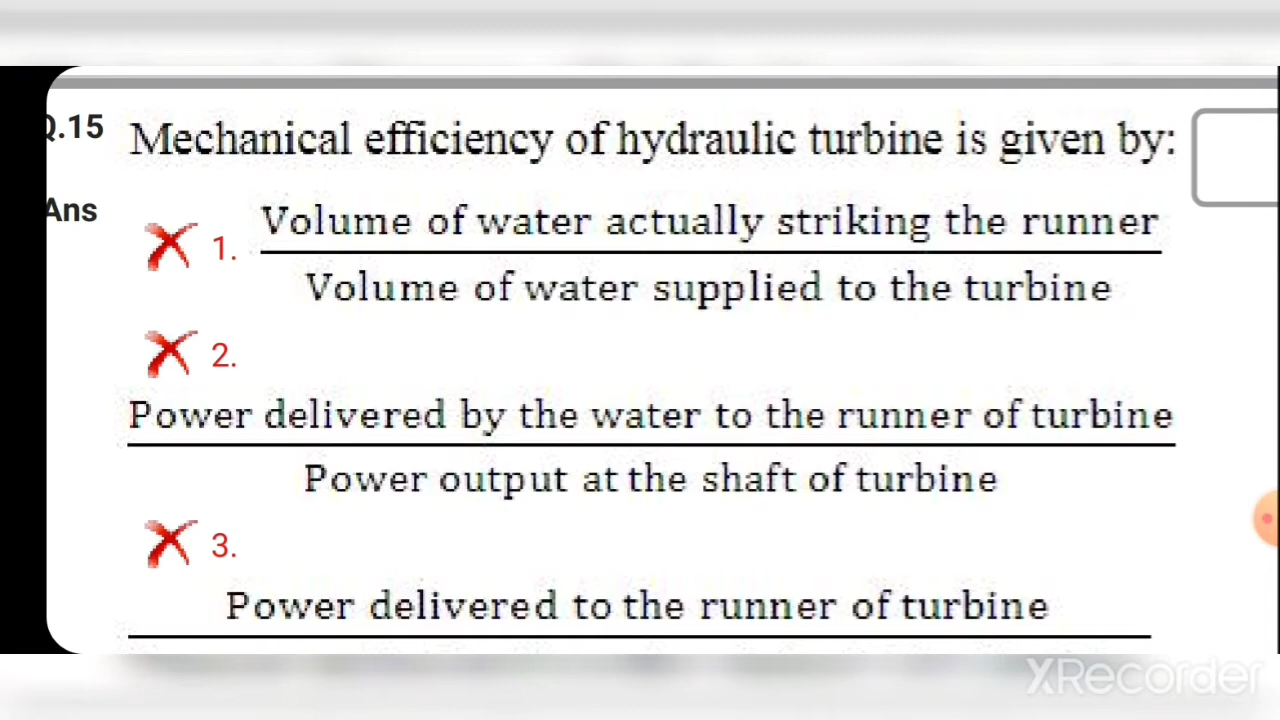 Q.15 Mechanical efficiency of hydraulic turbine is given by:
Ans
1. Volume of water actually striking the runner
Volume of water supplied to the turbine
2.
Power delivered by the water to the runner of turbine
Power output at the shaft of turbine
3.
Power delivered to the runner of turbine
XRecorder